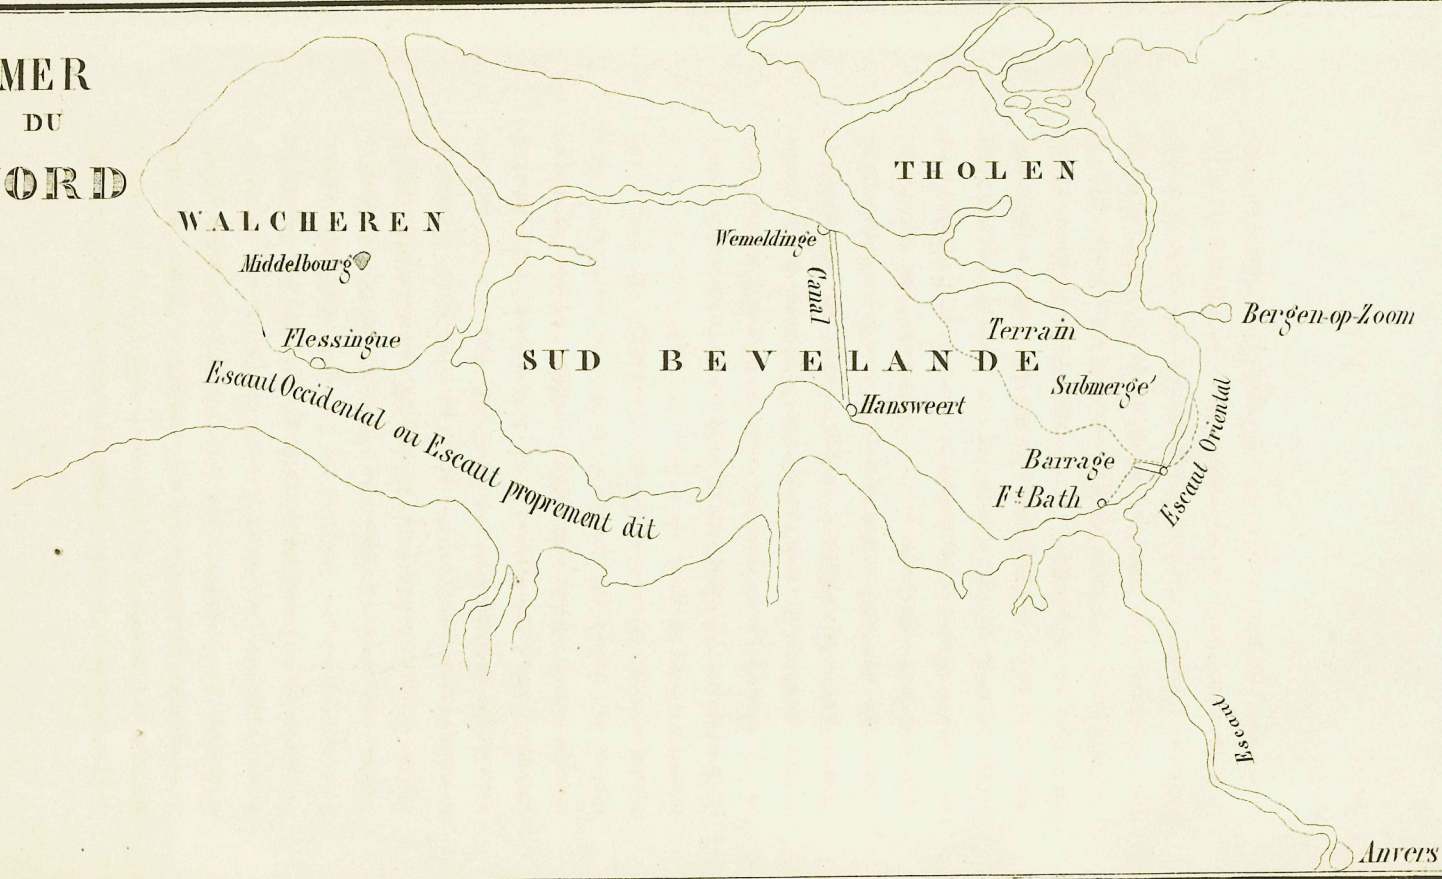 MER
DU
NORD
THOLEN
WALCHEREN
Middelbourg
Wemeldinge
Canal
Bergen-op-Zoom
Flessingue
Terrain
SUD BEVELANDE
Submergé
Escaut Occidental ou Escaut proprement dit
Hansweert
Escaut Oriental
Barrage
Ft. Bath
Escaut
Anvers